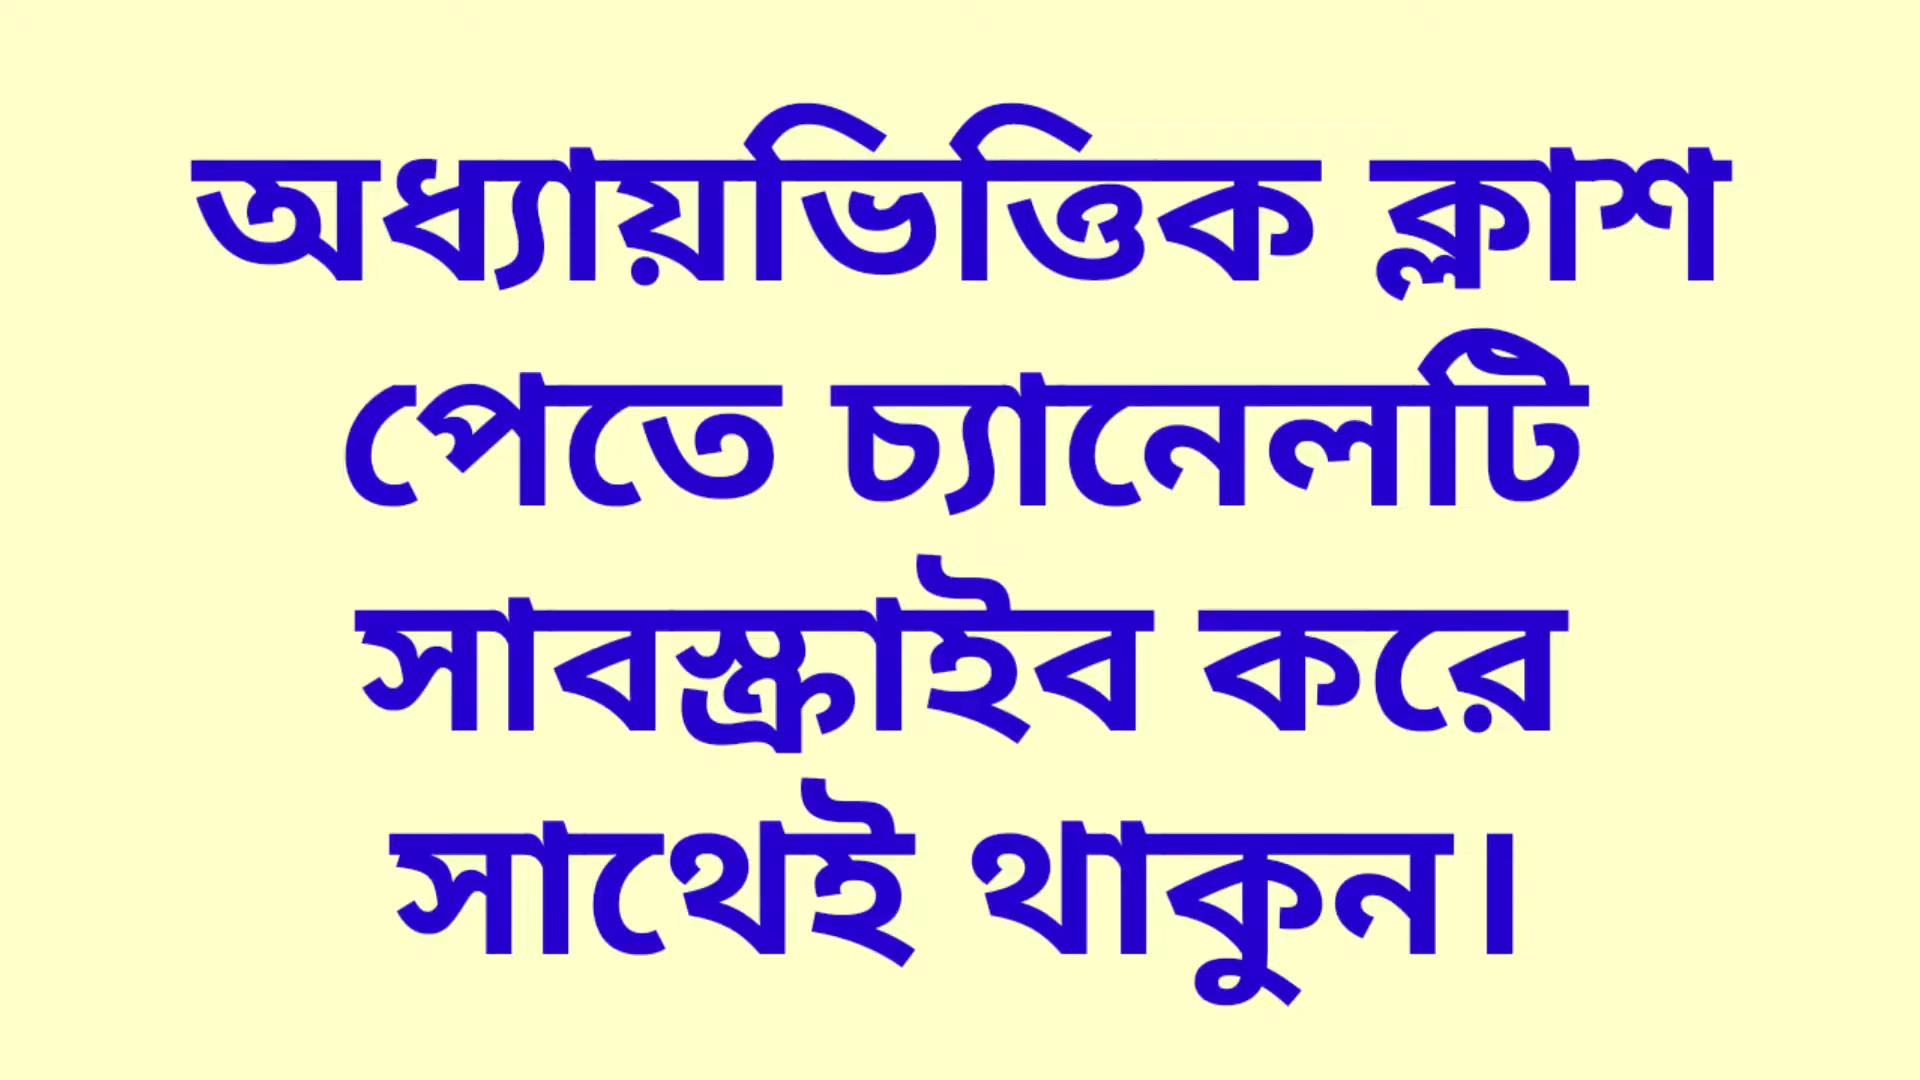 অধ্যায়ভিত্তিক ক্লাশ
পেতে চ্যানেলটি
সাবস্ক্রাইব করে
সাথেই থাকুন।